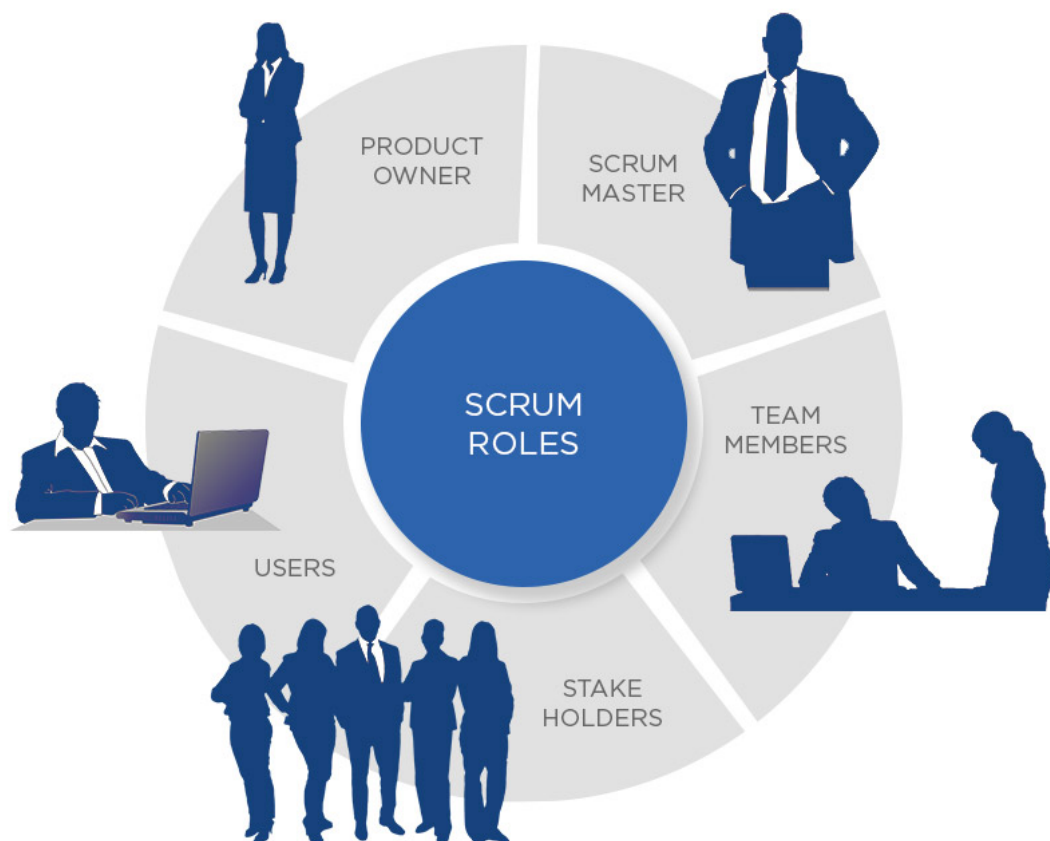 PRODUCT
OWNER
SCRUM
MASTER
SCRUM
ROLES
TEAM
MEMBERS
USERS
STAKE
HOLDERS